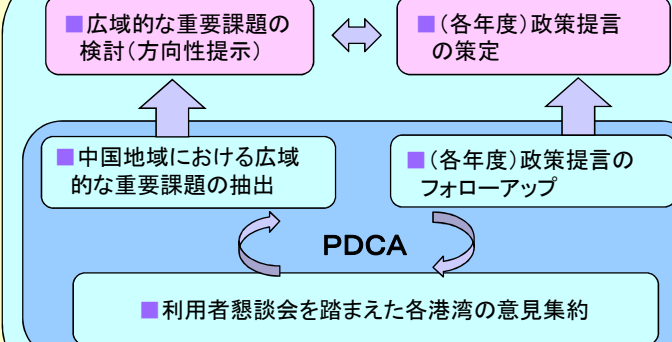 ■広域的な重要課題の
検討(方向性提示)
■(各年度)政策提言
の策定
■中国地域における広域
的な重要課題の抽出
■(各年度)政策提言の
フォローアップ
PDCA
■利用者懇談会を踏まえた各港湾の意見集約